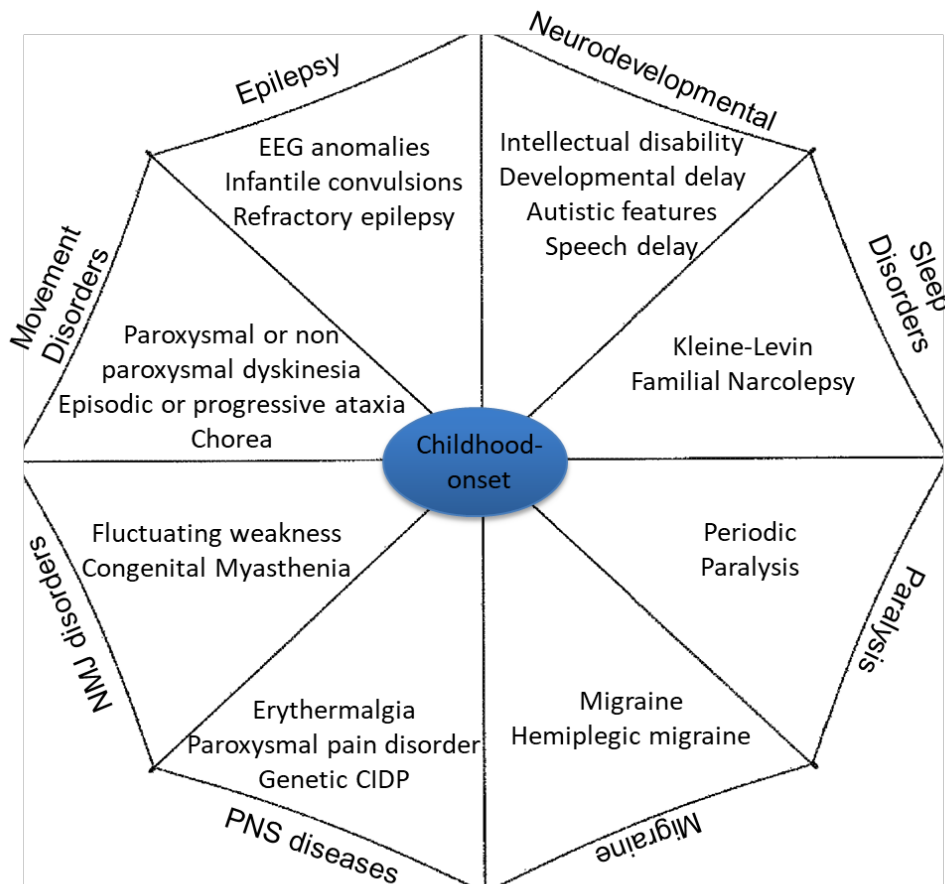 Epilepsy
EEG anomalies
Infantile convulsions
Refractory epilepsy
Neurodevelopmental
Intellectual disability
Developmental delay
Autistic features
Speech delay
Sleep
Disorders
Kleine-Levin
Familial Narcolepsy
Paralysis
Periodic
Paralysis
Migraine
Migraine
Hemiplegic migraine
PNS diseases
Erythermalgia
Paroxysmal pain disorder
Genetic CIDP
NMJ disorders
Fluctuating weakness
Congenital Myasthenia
Movement
Disorders
Paroxysmal or non
paroxysmal dyskinesia
Episodic or progressive ataxia
Chorea
Childhood-
onset